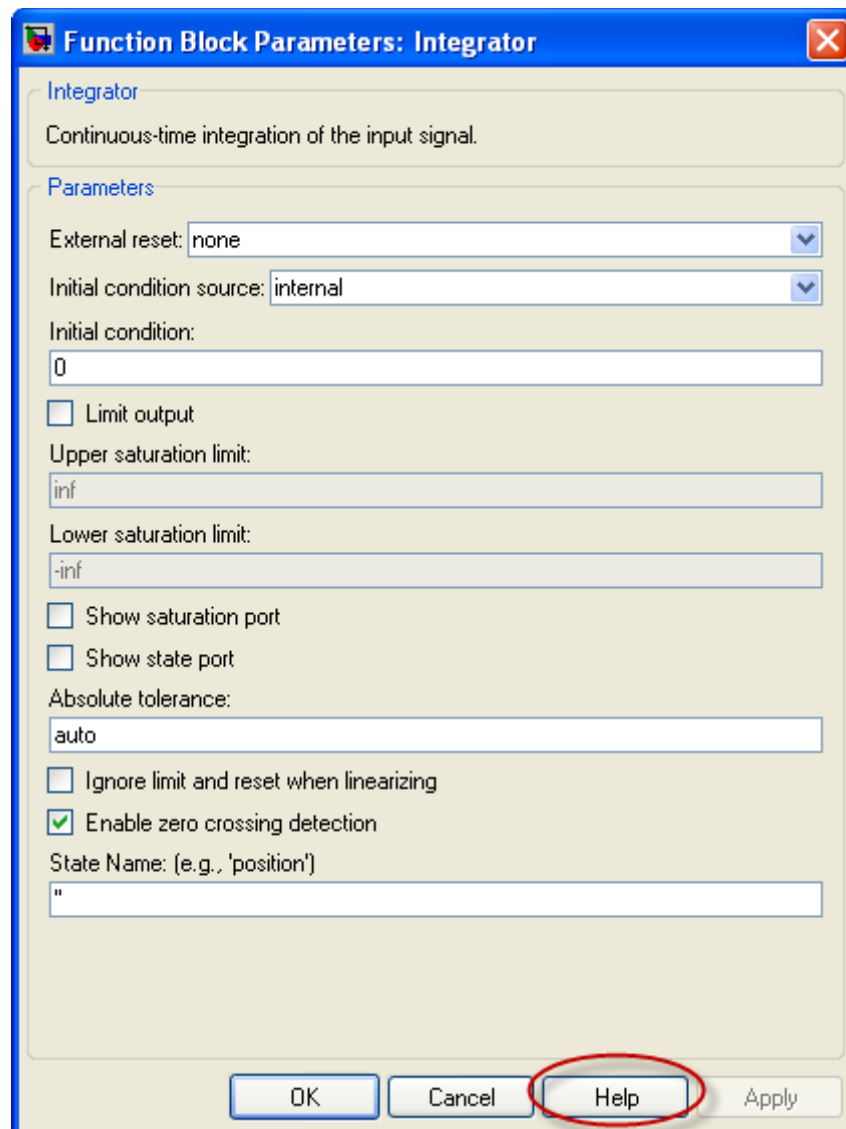 Function Block Parameters: Integrator
Integrator
Continuous-time integration of the input signal.
Parameters
External reset: none
Initial condition source: internal
Initial condition:
0
Limit output
Upper saturation limit:
inf
Lower saturation limit:
-inf
Show saturation port
Show state port
Absolute tolerance:
auto
Ignore limit and reset when linearizing
Enable zero crossing detection
State Name: (e.g., 'position')
''
OK Cancel Help Apply